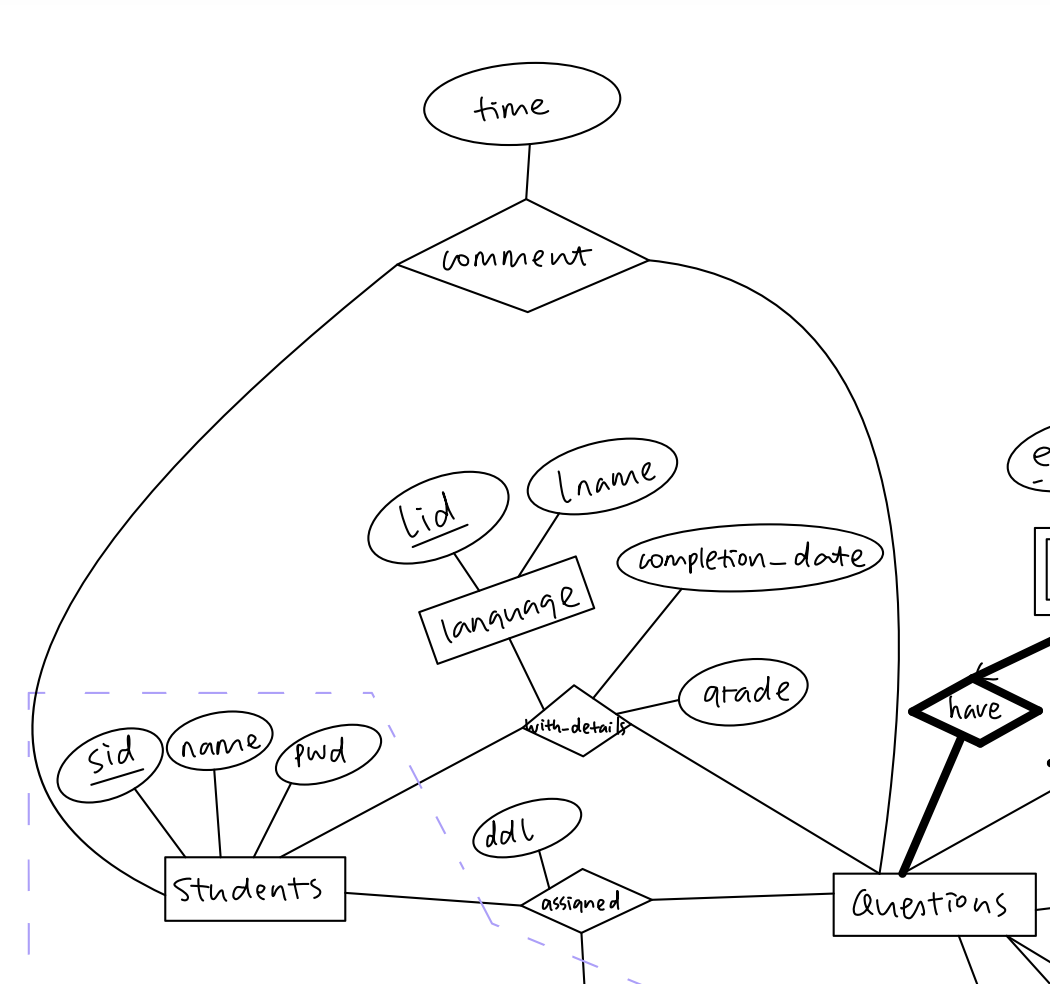 time
comment
lid
lname
language
completion_date
grade
with_details
have
sid
name
pwd
ddl
Students
assigned
Questions